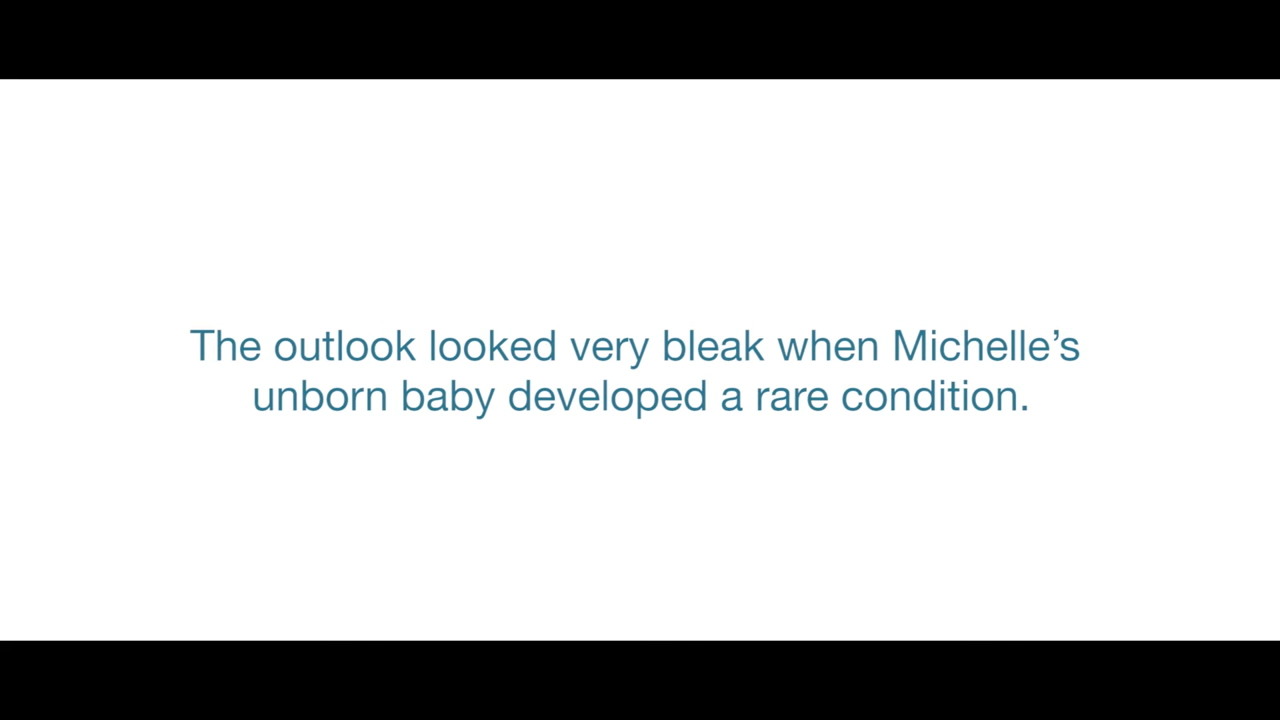 The outlook looked very bleak when Michelle’s
unborn baby developed a rare condition.